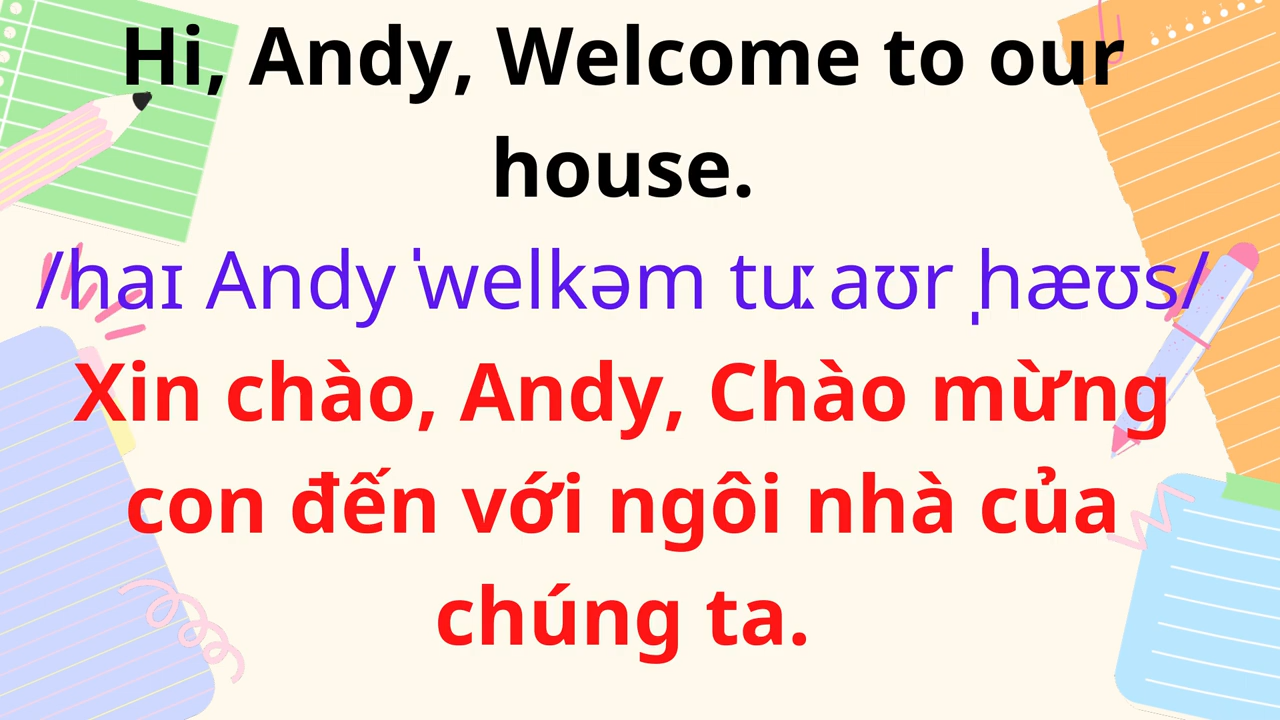 Hi, Andy, Welcome to our
house.
/haɪ Andy ˈwelkəm tuː aʊr ˌhæʊs/
Xin chào, Andy, Chào mừng
con đến với ngôi nhà của
chúng ta.